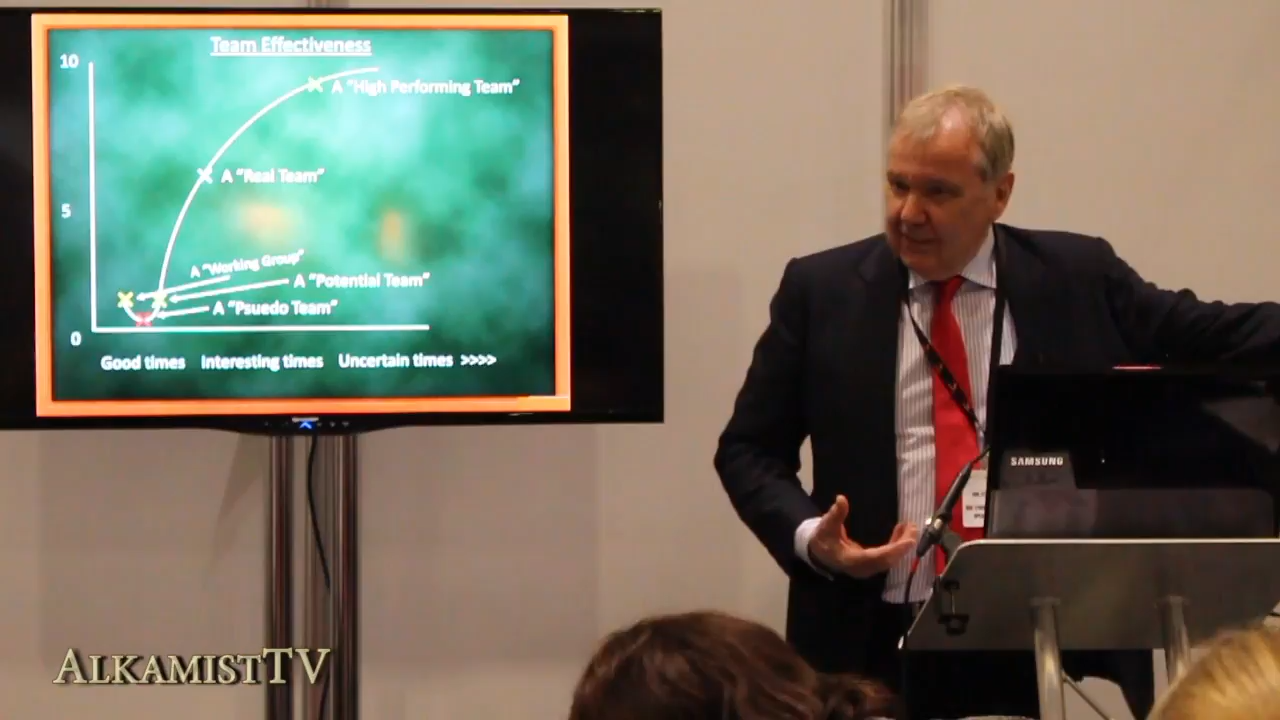 Team Effectiveness
10
A "High Performing Team"
A "Real Team"
5
A "Working Group"
A "Potential Team"
A "Psuedo Team"
0
Good times Interesting times Uncertain times >>>>
SAMSUNG
ALKAMISTTV